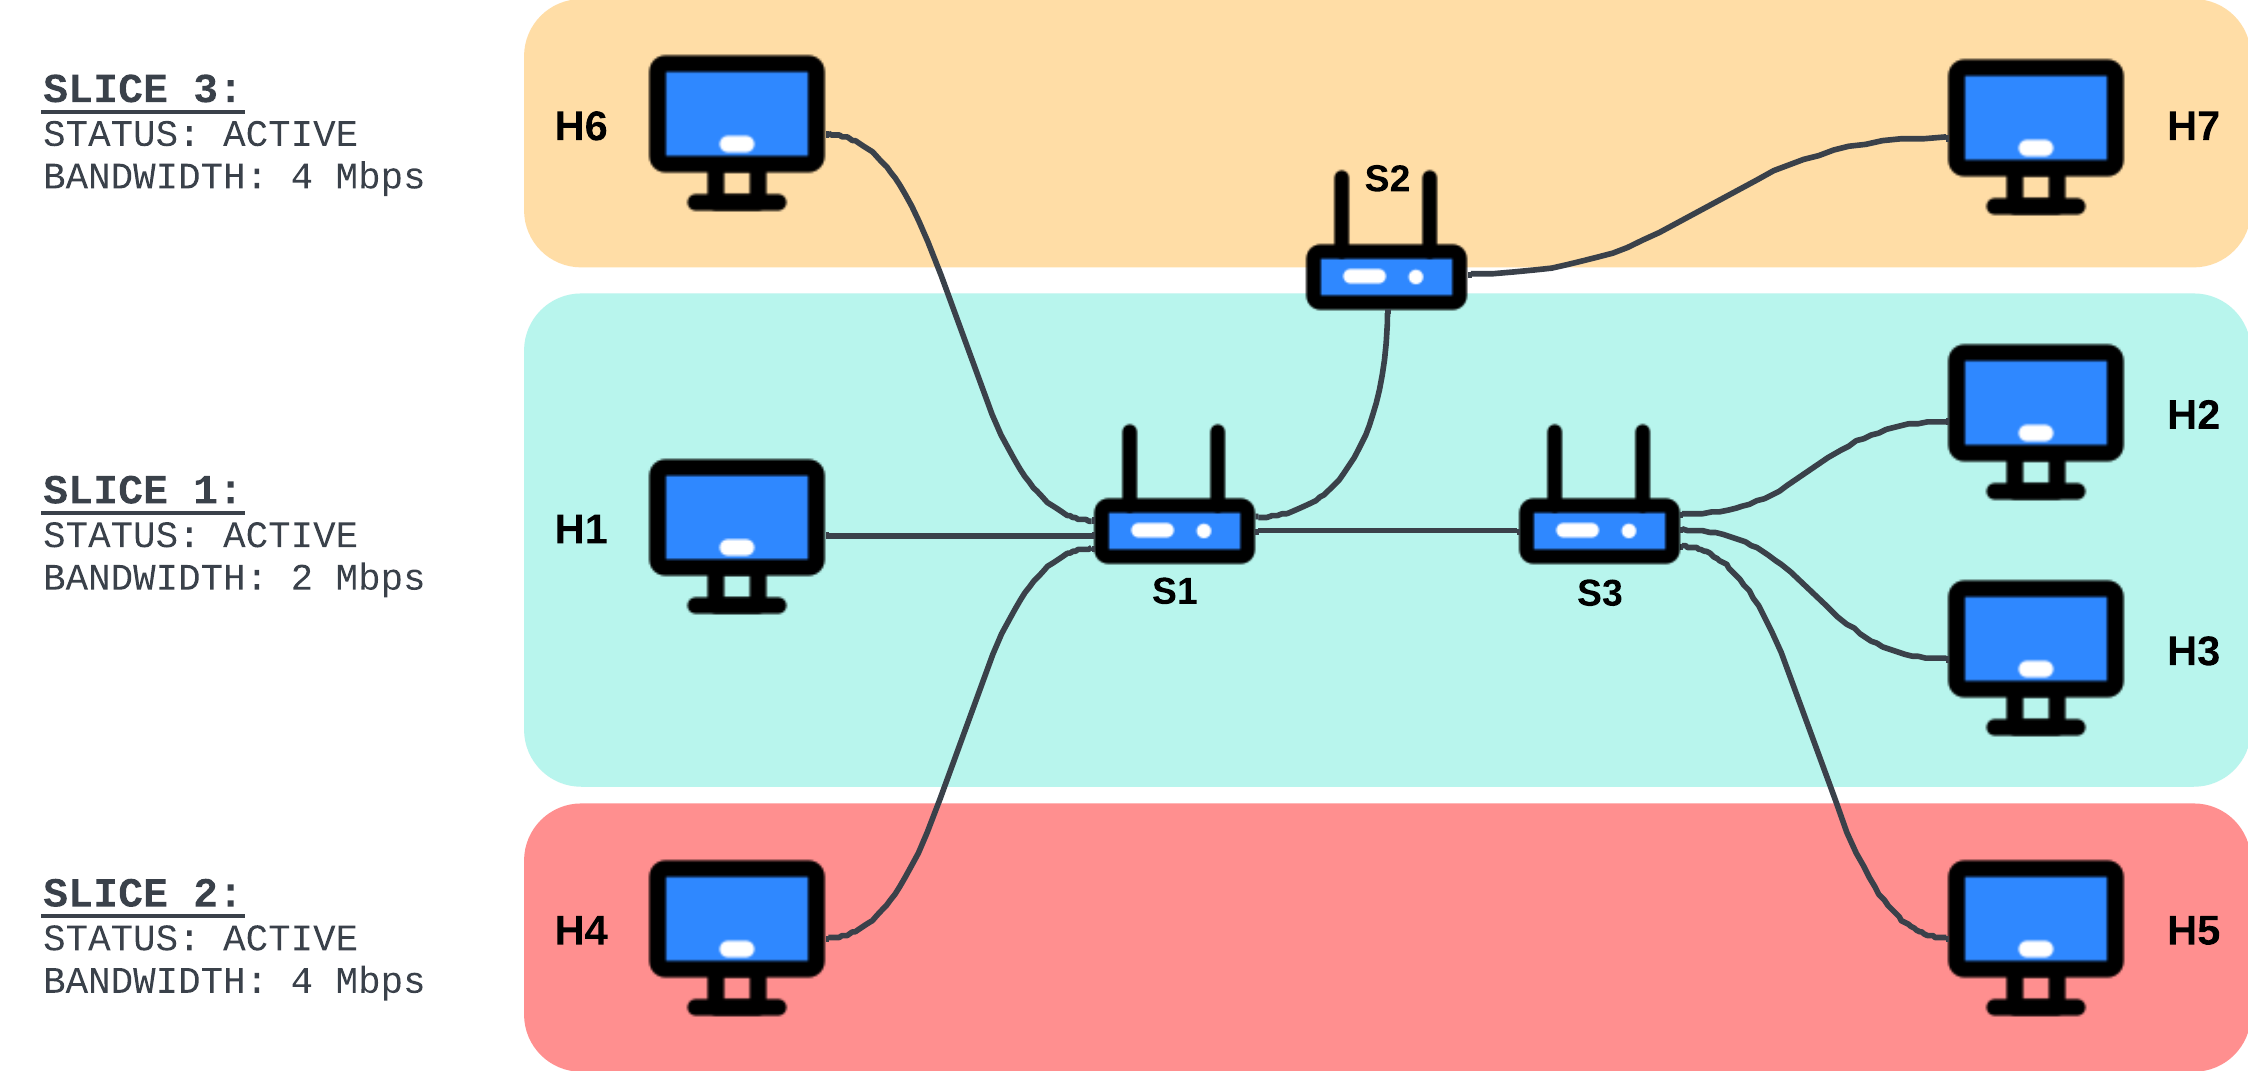 SLICE 3:
STATUS: ACTIVE
BANDWIDTH: 4 Mbps
H6
S2
H7
SLICE 1:
STATUS: ACTIVE
BANDWIDTH: 2 Mbps
H1
S1
S3
H2
H3
SLICE 2:
STATUS: ACTIVE
BANDWIDTH: 4 Mbps
H4
H5